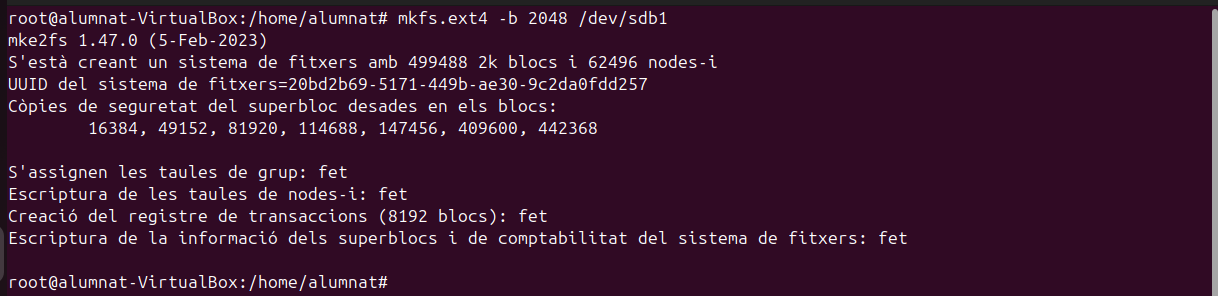 root@alumnat-VirtualBox:/home/alumnat# mkfs.ext4 -b 2048 /dev/sdb1
mke2fs 1.47.0 (5-Feb-2023)
S'està creant un sistema de fitxers amb 499488 2k blocs i 62496 nodes-i
UUID del sistema de fitxers=20bd2b69-5171-449b-ae30-9c2da0fdd257
Còpies de seguretat del superbloc desades en els blocs:
16384, 49152, 81920, 114688, 147456, 409600, 442368
S'assignen les taules de grup: fet
Escriptura de les taules de nodes-i: fet
Creació del registre de transaccions (8192 blocs): fet
Escriptura de la informació dels superblocs i de comptabilitat del sistema de fitxers: fet
root@alumnat-VirtualBox:/home/alumnat#